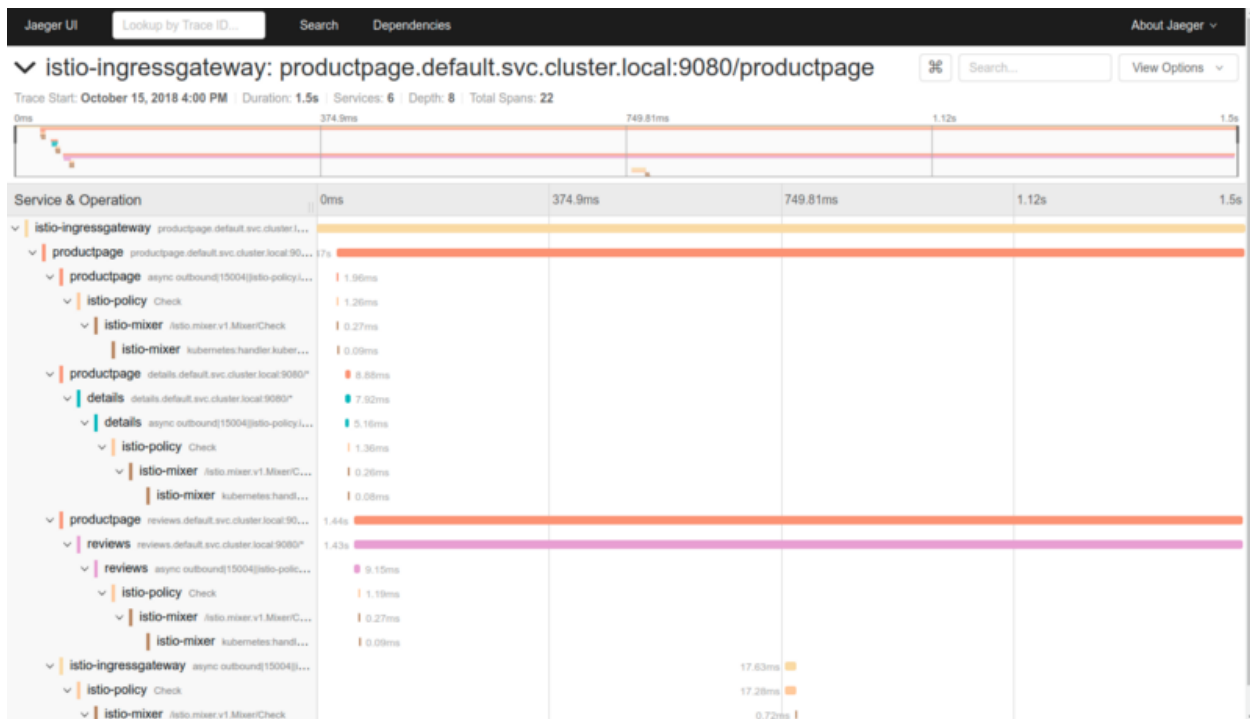 Jaeger UI Lookup by Trace ID... Search Dependencies About Jaeger
istio-ingressgateway: productpage.default.svc.cluster.local:9080/productpage ⌘ Search... View Options
Trace Start: October 15, 2018 4:00 PM Duration: 1.5s Services: 6 Depth: 8 Total Spans: 22
0ms 374.9ms 749.81ms 1.12s 1.5s
Service & Operation 0ms 374.9ms 749.81ms 1.12s 1.5s
istio-ingressgateway productpage.default.svc.cluster.l...
productpage productpage.default.svc.cluster.local:90... 
productpage async outbound|15004||istio-policy.i... 1.96ms
istio-policy Check 1.26ms
istio-mixer /istio.mixer.v1.Mixer/Check 0.27ms
istio-mixer kubernetes:handler.kuber... 0.09ms
productpage details.default.svc.cluster.local:9080/* 8.88ms
details details.default.svc.cluster.local:9080/* 7.92ms
details async outbound|15004||istio-policy.i... 5.16ms
istio-policy Check 1.36ms
istio-mixer /istio.mixer.v1.Mixer/C... 0.26ms
istio-mixer kubernetes:handl... 0.08ms
productpage reviews.default.svc.cluster.local:90... 1.44s
reviews reviews.default.svc.cluster.local:9080/* 1.43s
reviews async outbound|15004||istio-polic... 9.15ms
istio-policy Check 1.19ms
istio-mixer /istio.mixer.v1.Mixer/C... 0.27ms
istio-mixer kubernetes:handl... 0.09ms
istio-ingressgateway async outbound|15004||i... 17.63ms
istio-policy Check 17.28ms
istio-mixer /istio.mixer.v1.Mixer/Check 0.72ms